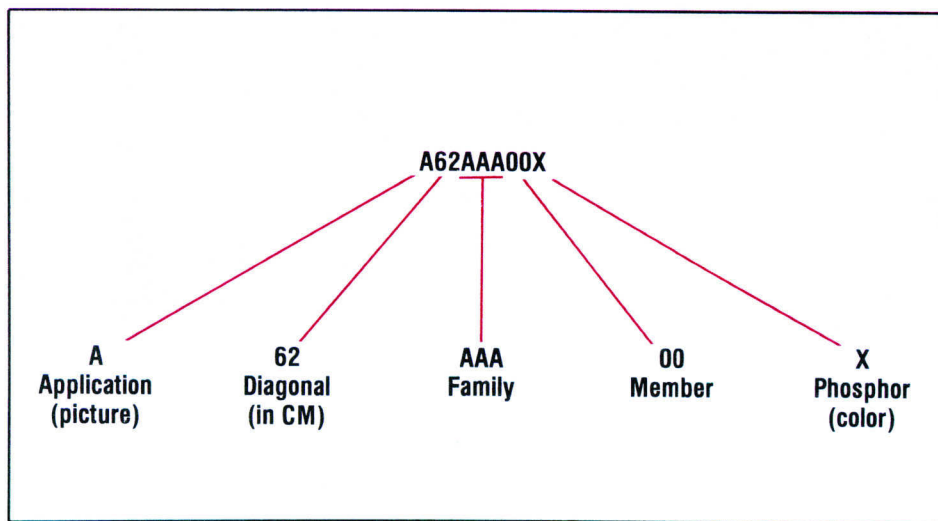 A62AAA00X
A 62 AAA 00 X
Application Diagonal Family Member Phosphor
(picture) (in CM) (color)